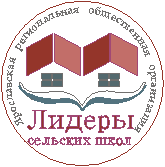 Ярославская региональная общественная организация
Лидеры
сельских школ